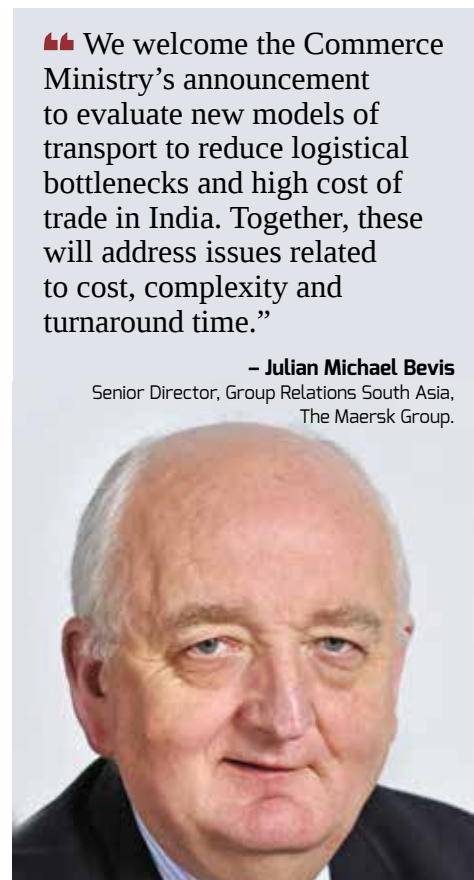 “ We welcome the Commerce
Ministry’s announcement
to evaluate new models of
transport to reduce logistical
bottlenecks and high cost of
trade in India. Together, these
will address issues related
to cost, complexity and
turnaround time.”
– Julian Michael Bevis
Senior Director, Group Relations South Asia,
The Maersk Group.